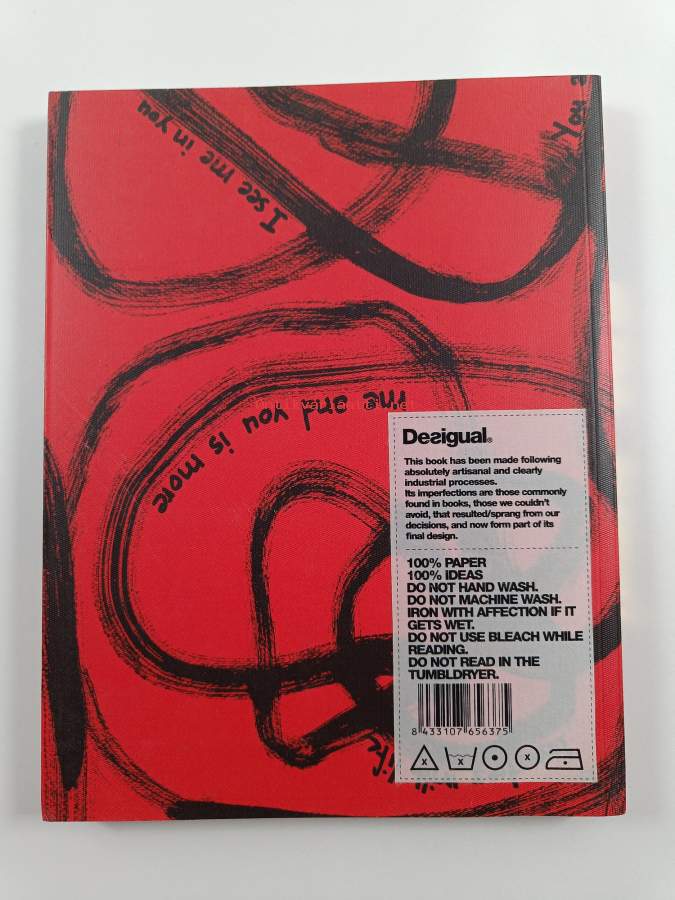 I see me in you
You a
me and you is more
Desigual®
This book has been made following
absolutely artisanal and clearly
industrial processes.
Its imperfections are those commonly
found in books, those we couldn't
avoid, that resulted/sprang from our
decisions, and now form part of its
final design.
100% PAPER
100% IDEAS
DO NOT HAND WASH.
DO NOT MACHINE WASH.
IRON WITH AFFECTION IF IT
GETS WET.
DO NOT USE BLEACH WHILE
READING.
DO NOT READ IN THE
TUMBLDRYER.
8 433107 656375
life